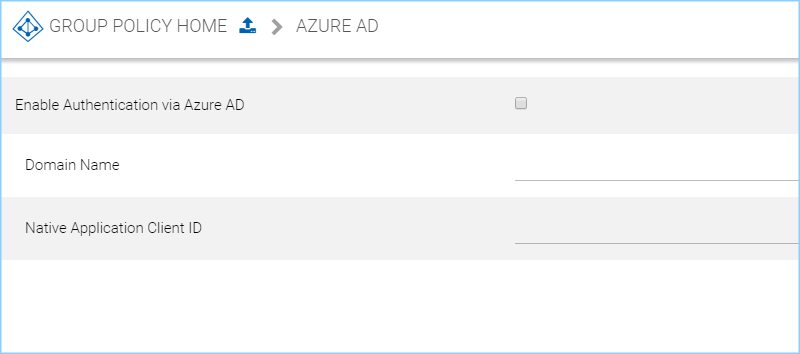 GROUP POLICY HOME AZURE AD
Enable Authentication via Azure AD
Domain Name
Native Application Client ID